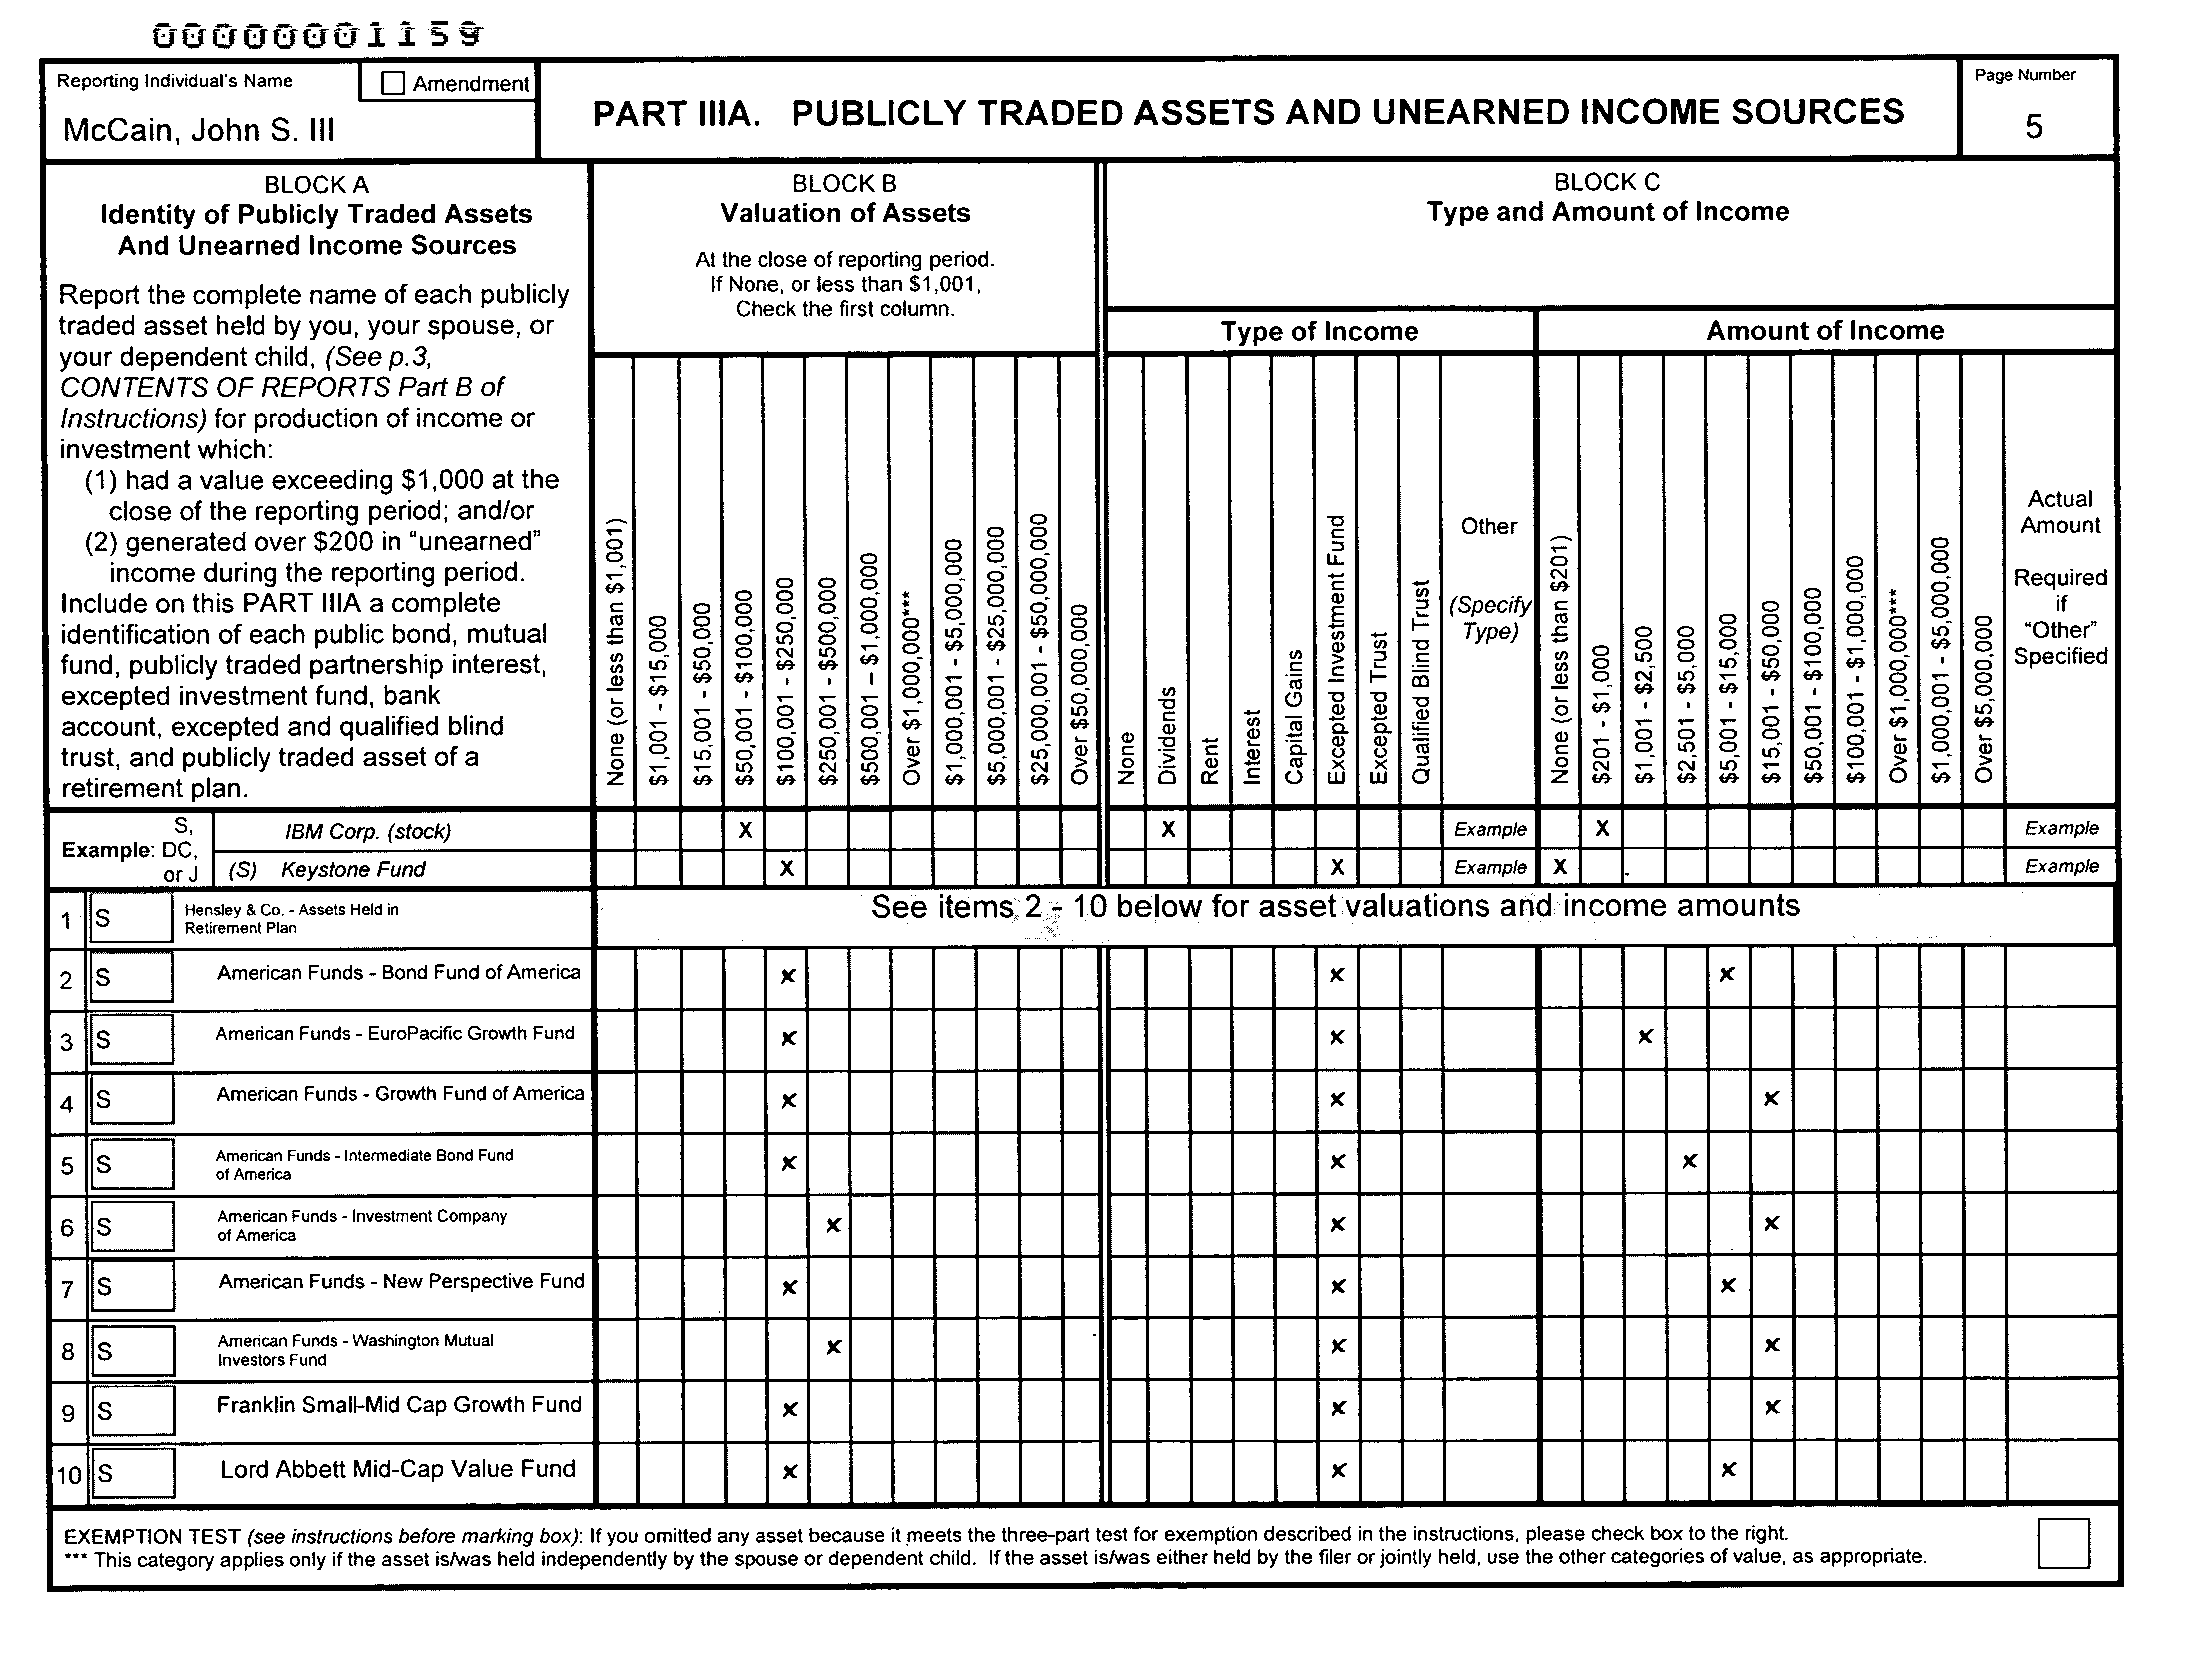 00000001159
Reporting Individual's Name
Amendment
McCain, John S. III
PART IIIA. PUBLICLY TRADED ASSETS AND UNEARNED INCOME SOURCES
Page Number
5
BLOCK A
Identity of Publicly Traded Assets
And Unearned Income Sources
Report the complete name of each publicly
traded asset held by you, your spouse, or
your dependent child, (See p.3,
CONTENTS OF REPORTS Part B of
Instructions) for production of income or
investment which:
(1) had a value exceeding $1,000 at the
close of the reporting period; and/or
(2) generated over $200 in "unearned"
income during the reporting period.
Include on this PART IIIA a complete
identification of each public bond, mutual
fund, publicly traded partnership interest,
excepted investment fund, bank
account, excepted and qualified blind
trust, and publicly traded asset of a
retirement plan.
BLOCK B
Valuation of Assets
At the close of reporting period.
If None, or less than $1,001,
Check the first column.
None (or less than $1,001)
$1,001 - $15,000
$15,001 - $50,000
$50,001 - $100,000
$100,001 - $250,000
$250,001 - $500,000
$500,001 – $1,000,000
Over $1,000,000***
$1,000,001 - $5,000,000
$5,000,001 - $25,000,000
$25,000,001 - $50,000,000
Over $50,000,000
BLOCK C
Type and Amount of Income
Type of Income
None
Dividends
Rent
Interest
Capital Gains
Excepted Investment Fund
Excepted Trust
Qualified Blind Trust
Other
(Specify
Type)
Amount of Income
None (or less than $201)
$201 - $1,000
$1,001 - $2,500
$2,501 - $5,000
$5,001 - $15,000
$15,001 - $50,000
$50,001 - $100,000
$100,001 - $1,000,000
Over $1,000,000***
$1,000,001 - $5,000,000
Over $5,000,000
Actual
Amount
Required
if
"Other"
Specified
Example:
S,
DC,
or J
IBM Corp. (stock) X X Example X Example
(S) Keystone Fund X X Example X Example
1 S Hensley & Co. - Assets Held in
Retirement Plan
See items 2 - 10 below for asset valuations and income amounts
2 S American Funds - Bond Fund of America x x x
3 S American Funds - EuroPacific Growth Fund x x x
4 S American Funds - Growth Fund of America x x x
5 S American Funds - Intermediate Bond Fund
of America x x x
6 S American Funds - Investment Company
of America x x x
7 S American Funds - New Perspective Fund x x x
8 S American Funds - Washington Mutual
Investors Fund x x x
9 S Franklin Small-Mid Cap Growth Fund x x x
10 S Lord Abbett Mid-Cap Value Fund x x x
EXEMPTION TEST (see instructions before marking box): If you omitted any asset because it meets the three-part test for exemption described in the instructions, please check box to the right.
*** This category applies only if the asset is/was held independently by the spouse or dependent child. If the asset is/was either held by the filer or jointly held, use the other categories of value, as appropriate.